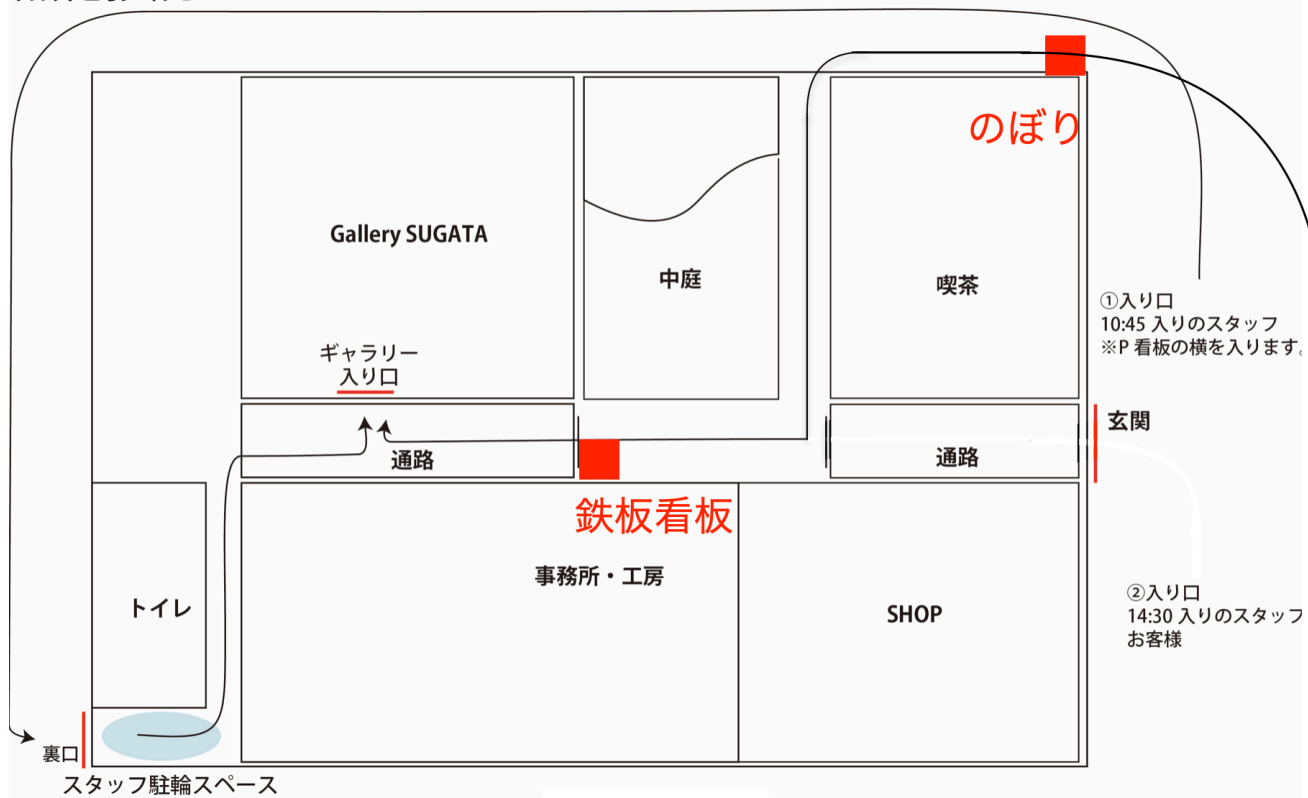 のぼり
Gallery SUGATA
中庭
喫茶
①入り口
10:45 入りのスタッフ
※P 看板の横を入ります。
ギャラリー
入り口
玄関
通路
通路
鉄板看板
事務所・工房
トイレ
SHOP
②入り口
14:30 入りのスタッフ
お客様
裏口
スタッフ駐輪スペース